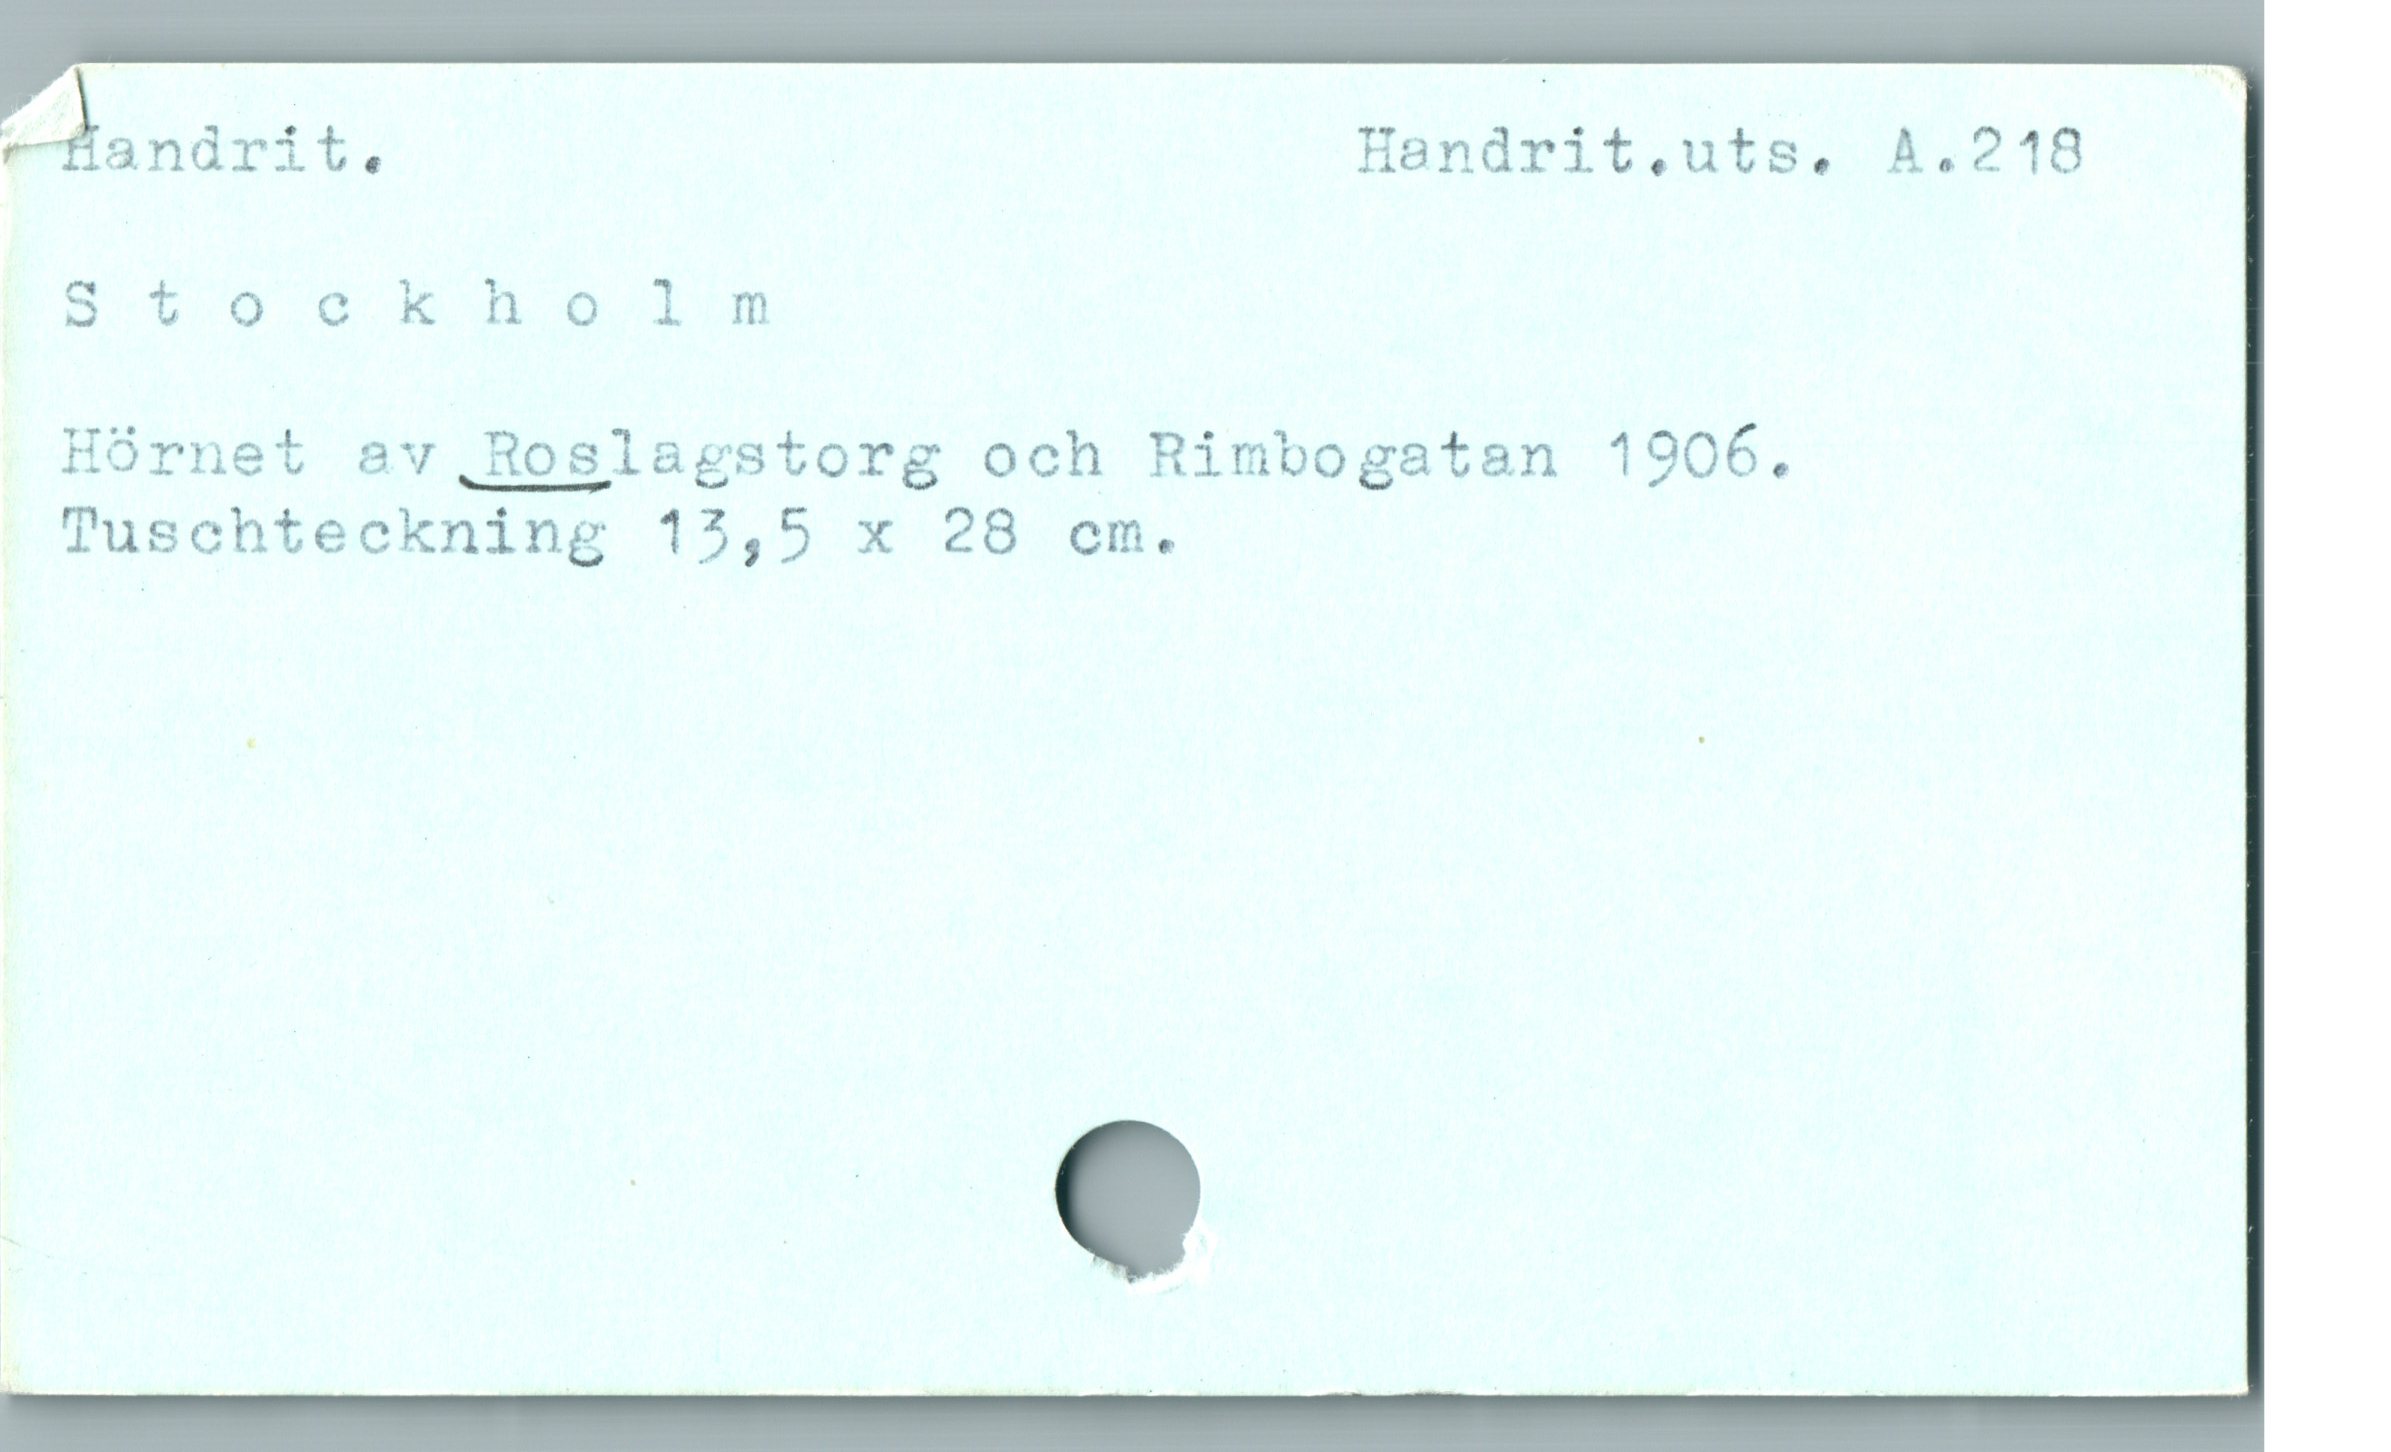 Handrit. Handrit.uts. A.218
S t o c k h o l m
Hörnet av Roslagstorg och Rimbogatan 1906.
Tuschteckning 13,5 x 28 cm.